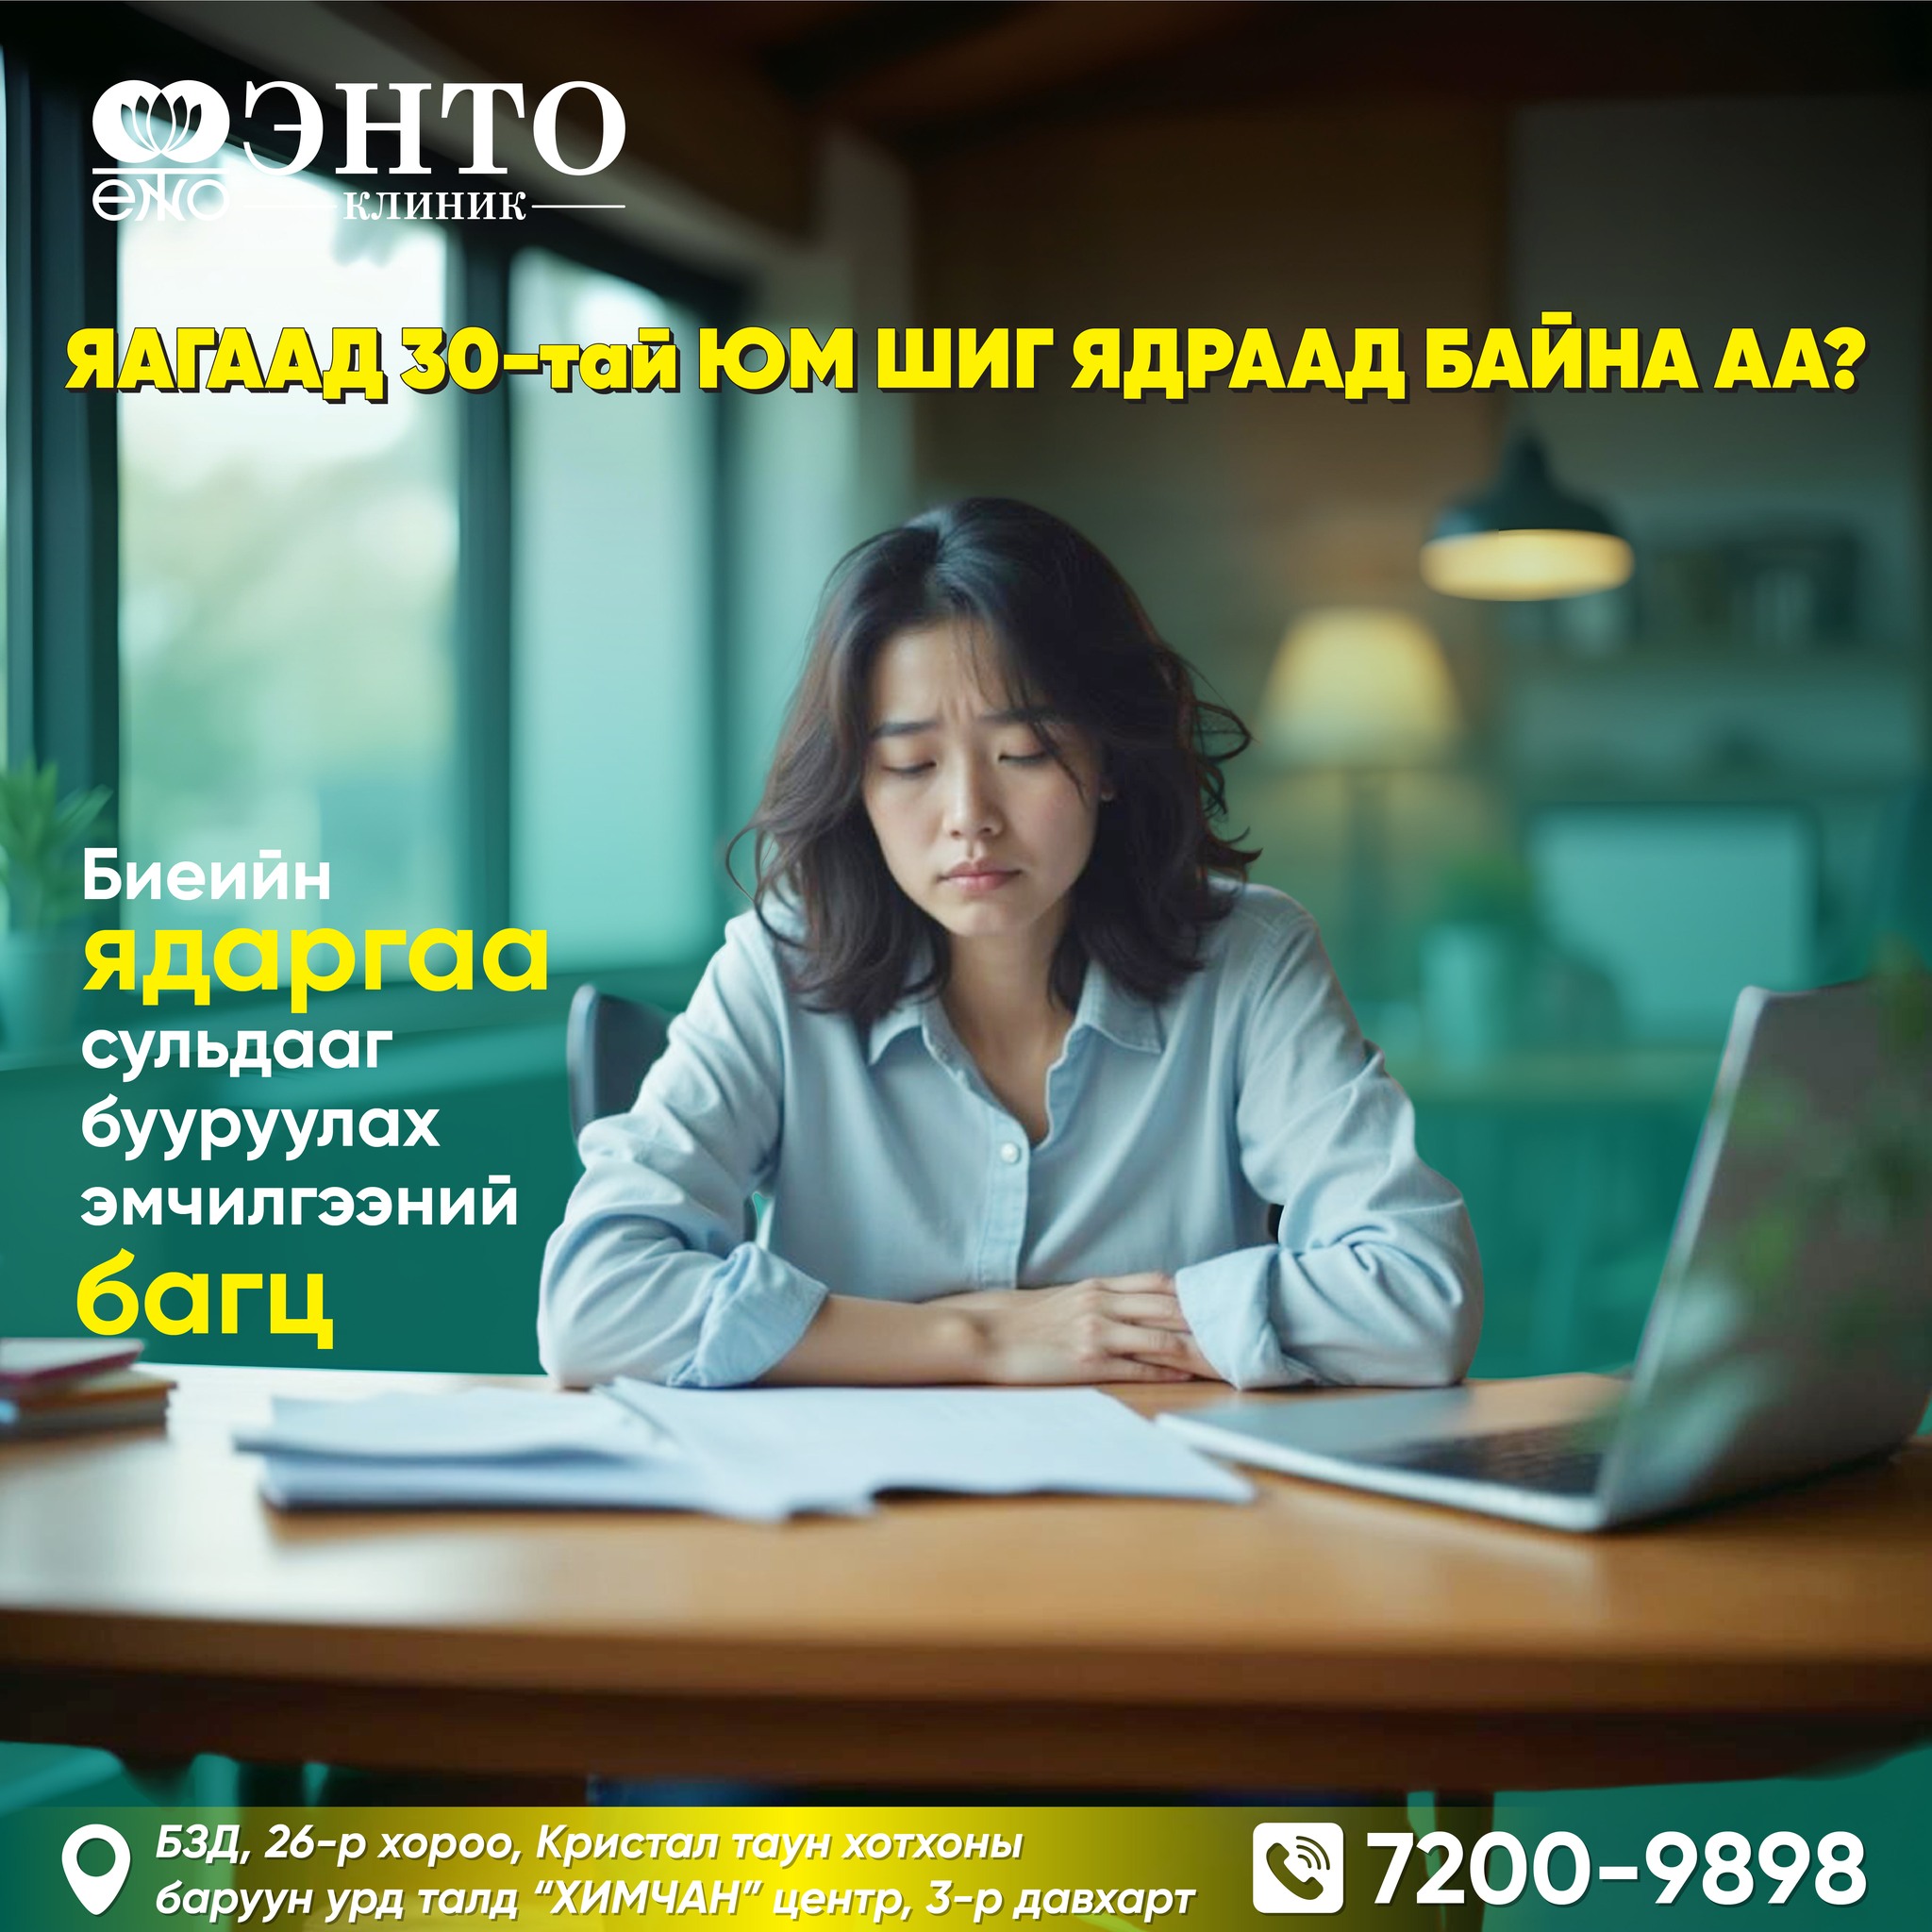 ЭНТО
клиник
ЕНТО
ЯАГААД 30-тай ЮМ ШИГ ЯДРААД БАЙНА АА?
Биеийн
ядаргаа
сульдааг
бууруулах
эмчилгээний
багц
БЗД, 26-р хороо, Кристал таун хотхоны
баруун урд талд “ХИМЧАН” центр, 3-р давхарт
7200-9898